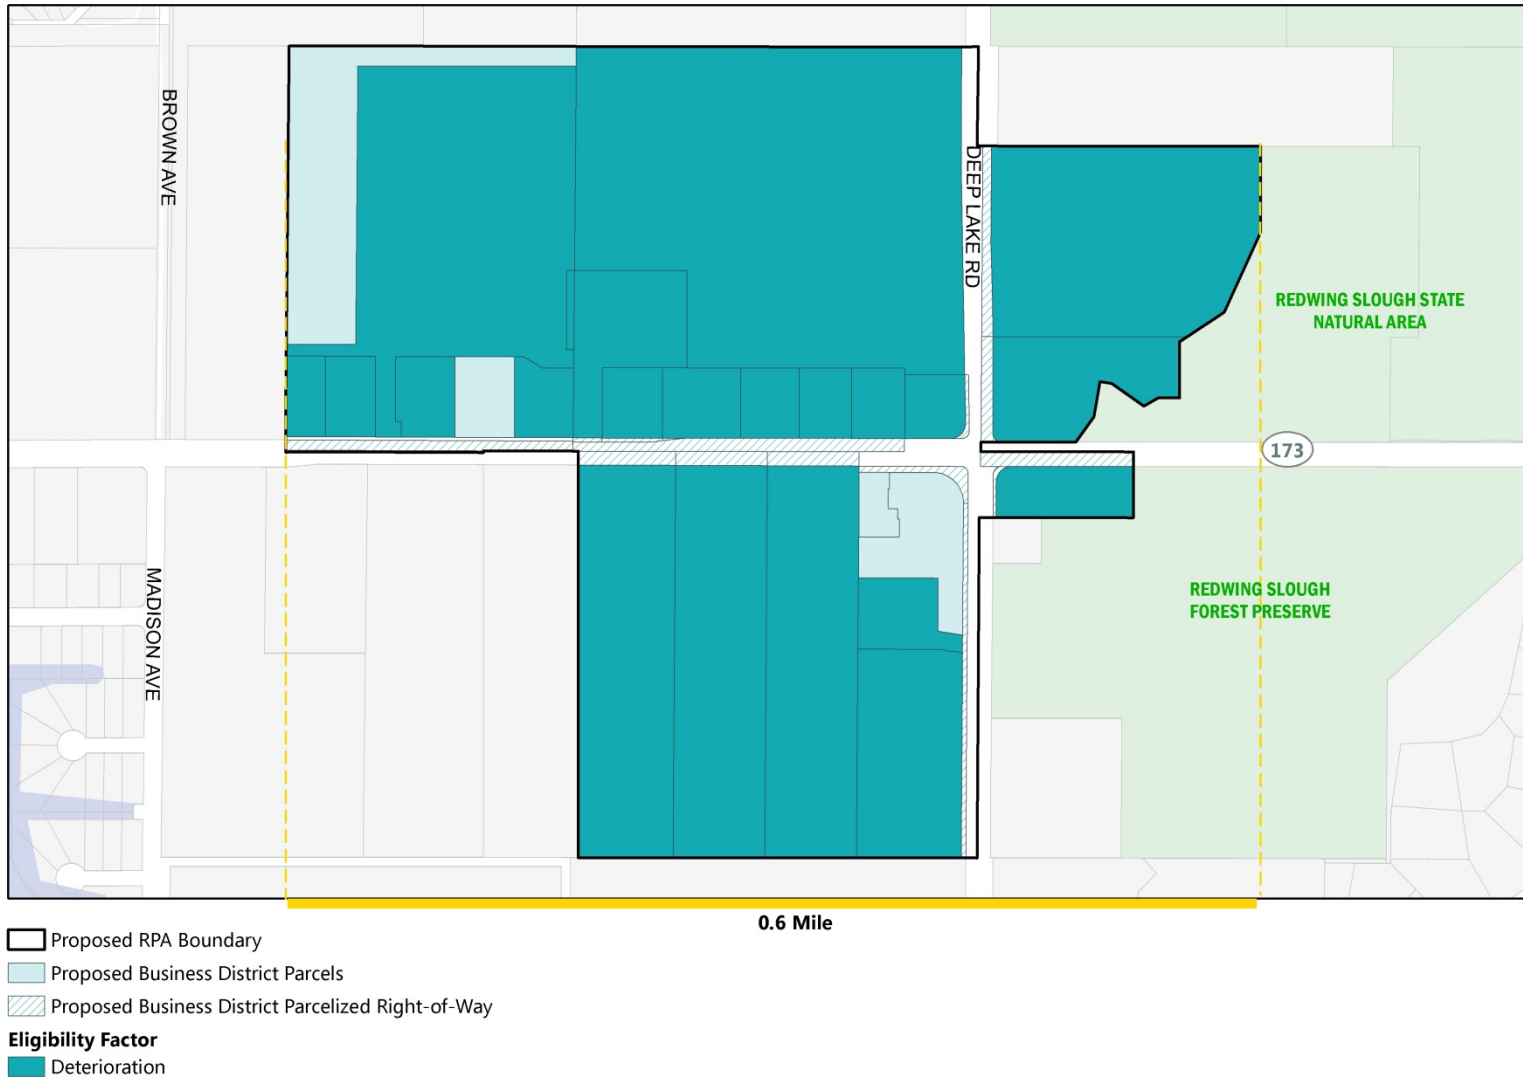 BROWN AVE
DEEP LAKE RD
REDWING SLOUGH STATE
NATURAL AREA
173
MADISON AVE
REDWING SLOUGH
FOREST PRESERVE
0.6 Mile
Proposed RPA Boundary
Proposed Business District Parcels
Proposed Business District Parcelized Right-of-Way
Eligibility Factor
Deterioration